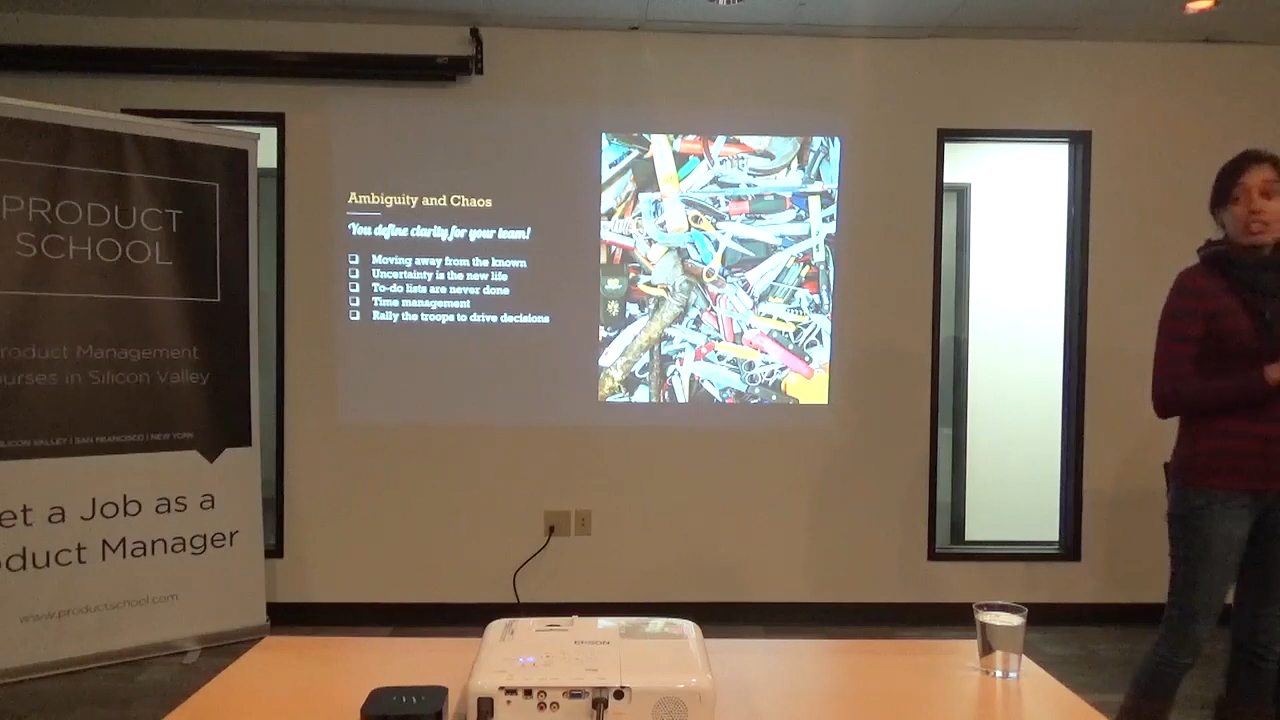 PRODUCT
SCHOOL
roduct Management
urses in Silicon Valley
ILICON VALLEY | SAN FRANCISCO | NEW YORK
et a Job as a
duct Manager
www.productschool.com
Ambiguity and Chaos
You define clarity for your team!
Moving away from the known
Uncertainty is the new life
To-do lists are never done
Time management
Rally the troops to drive decisions
EPSON